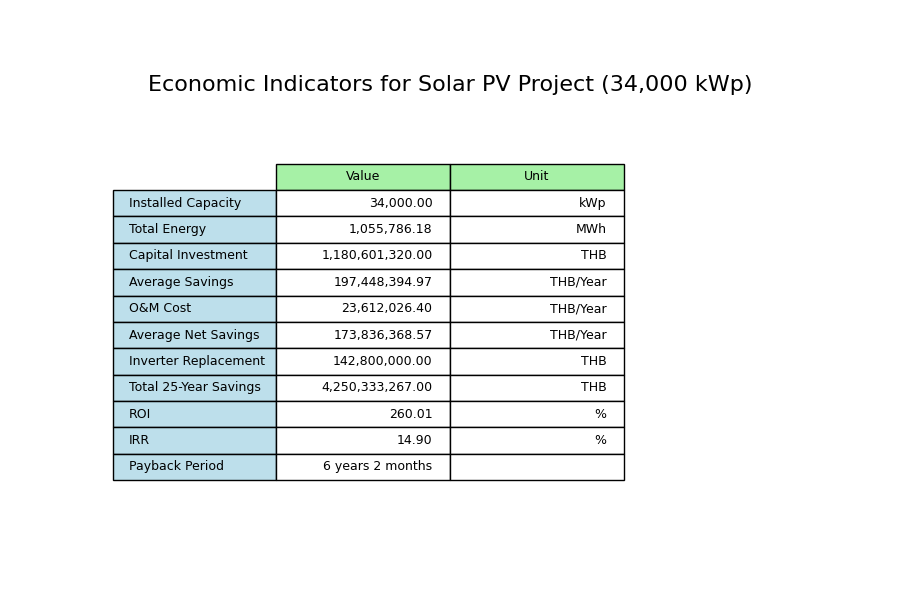 Economic Indicators for Solar PV Project (34,000 kWp)
Value Unit
Installed Capacity 34,000.00 kWp
Total Energy 1,055,786.18 MWh
Capital Investment 1,180,601,320.00 THB
Average Savings 197,448,394.97 THB/Year
O&M Cost 23,612,026.40 THB/Year
Average Net Savings 173,836,368.57 THB/Year
Inverter Replacement 142,800,000.00 THB
Total 25-Year Savings 4,250,333,267.00 THB
ROI 260.01 %
IRR 14.90 %
Payback Period 6 years 2 months